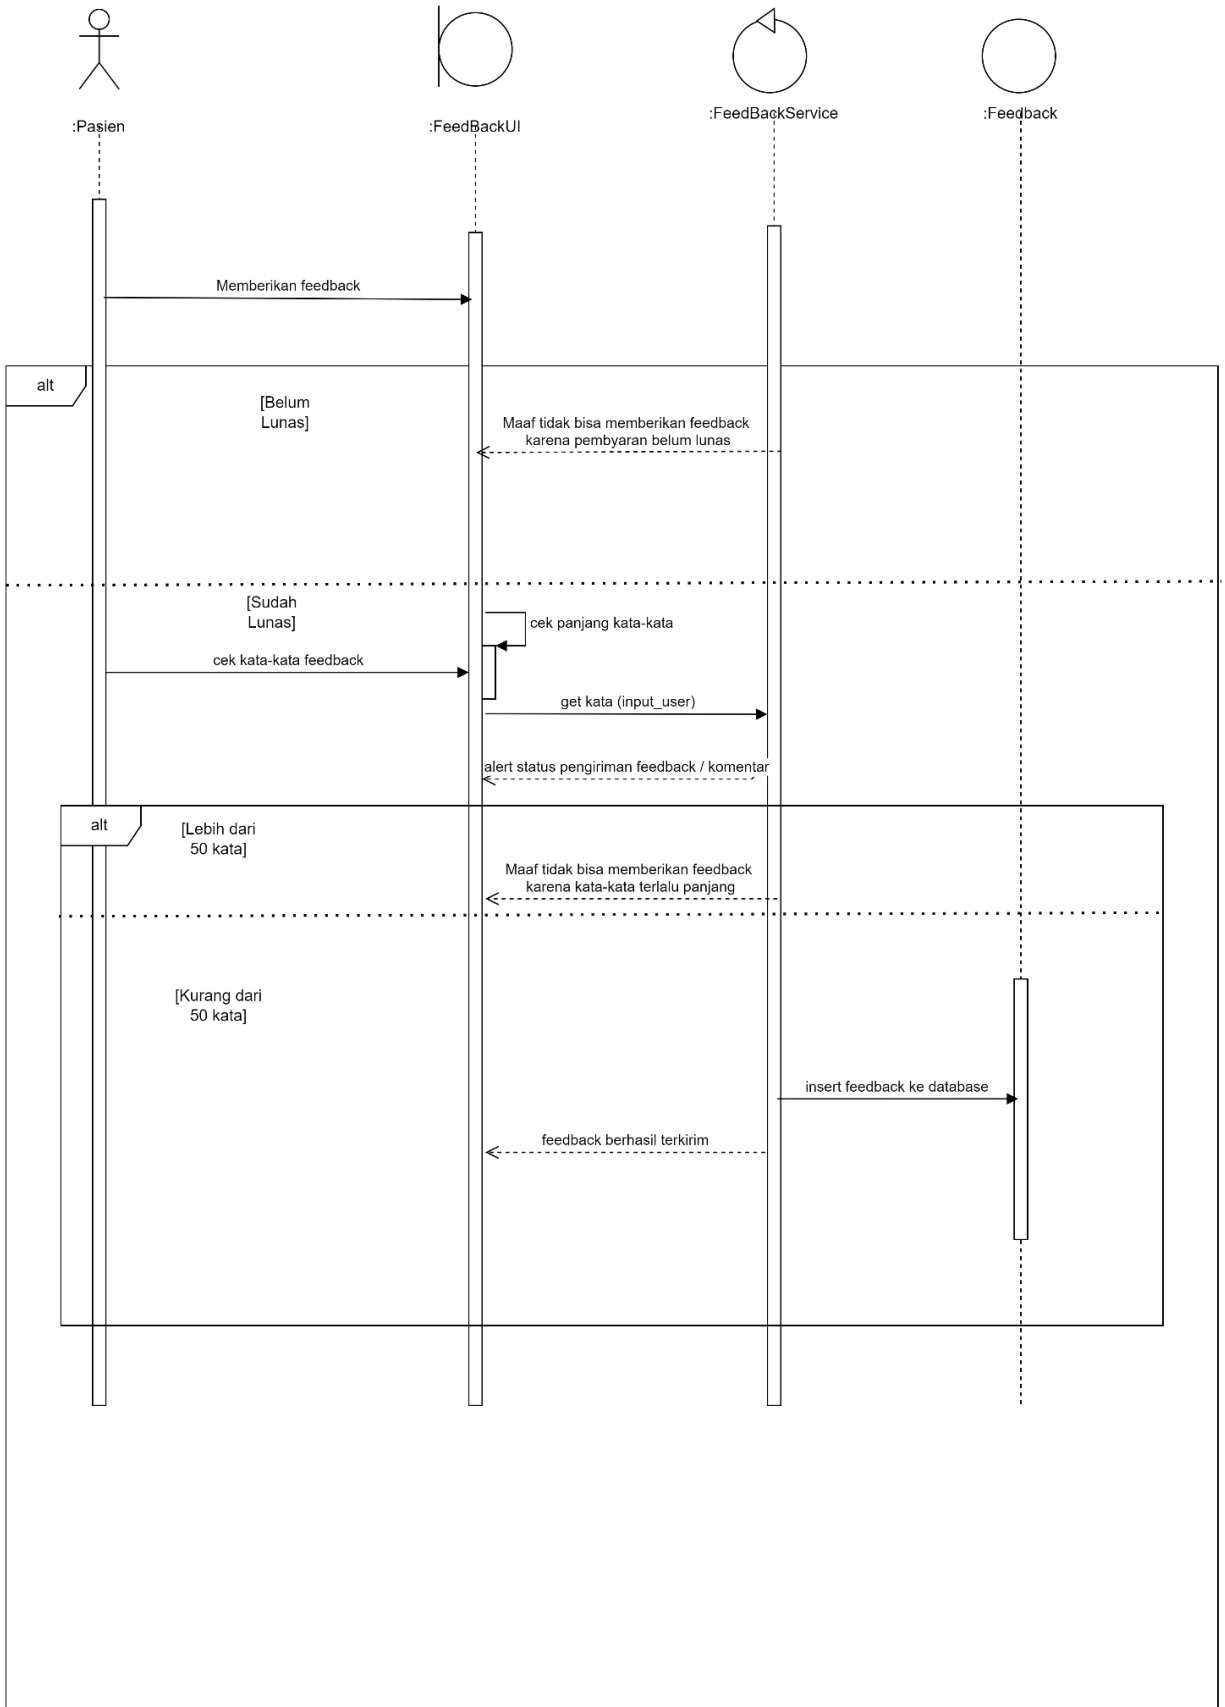 :Pasien
:FeedBackUI
:FeedBackService
:Feedback
Memberikan feedback
alt
[Belum
Lunas]
Maaf tidak bisa memberikan feedback
karena pembyaran belum lunas
[Sudah
Lunas]
cek panjang kata-kata
cek kata-kata feedback
get kata (input_user)
alert status pengiriman feedback / komentar
alt
[Lebih dari
50 kata]
Maaf tidak bisa memberikan feedback
karena kata-kata terlalu panjang
[Kurang dari
50 kata]
insert feedback ke database
feedback berhasil terkirim